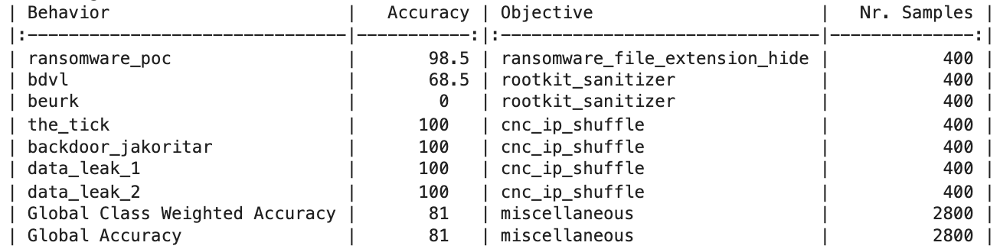 | Behavior | Accuracy | Objective | Nr. Samples |
|:-------------------------------|-----------:|:-------------------------------|--------------:|
| ransomware_poc | 98.5 | ransomware_file_extension_hide | 400 |
| bdvl | 68.5 | rootkit_sanitizer | 400 |
| beurk | 0 | rootkit_sanitizer | 400 |
| the_tick | 100 | cnc_ip_shuffle | 400 |
| backdoor_jakoritar | 100 | cnc_ip_shuffle | 400 |
| data_leak_1 | 100 | cnc_ip_shuffle | 400 |
| data_leak_2 | 100 | cnc_ip_shuffle | 400 |
| Global Class Weighted Accuracy | 81 | miscellaneous | 2800 |
| Global Accuracy | 81 | miscellaneous | 2800 |